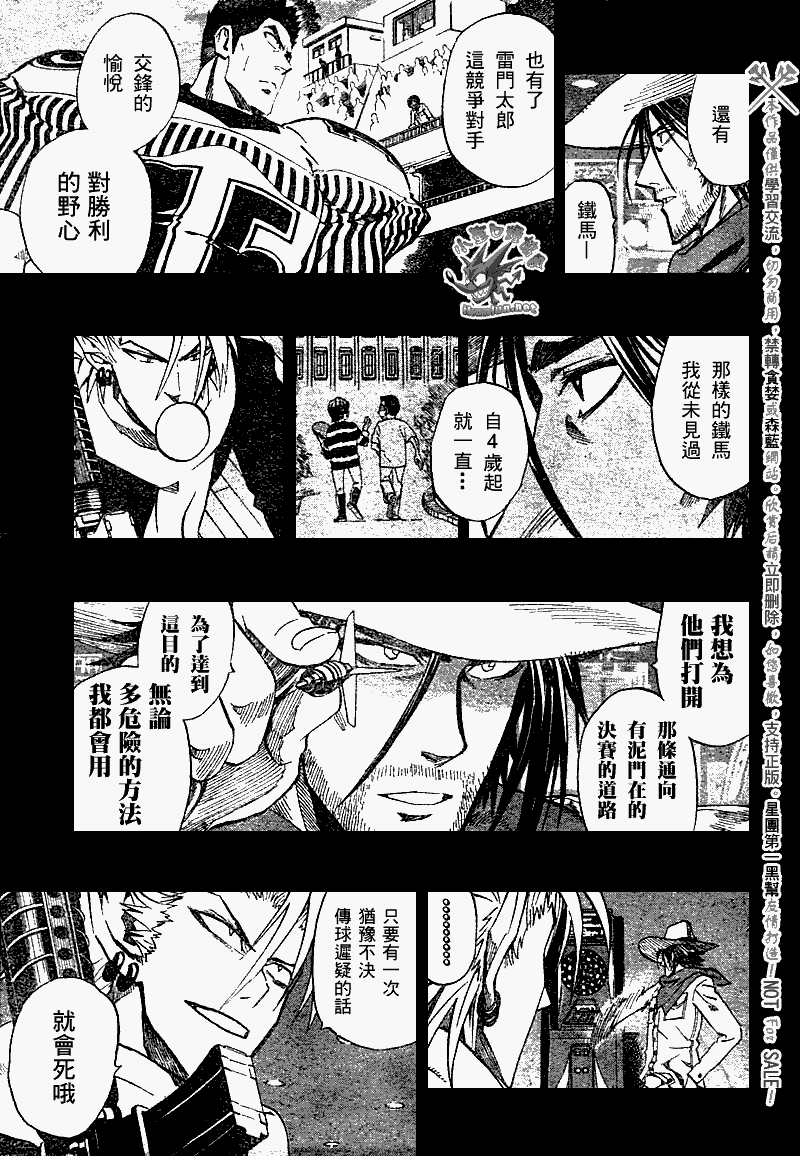 還有
鐵馬—
也有了
雷門太郎
這競爭對手
交鋒的
愉悅
對勝利
的野心
那樣的鐵馬
我從未見過
自4歲起
就一直…
我想為
他們打開
那條通向
有泥門在的
決賽的道路
為了達到
這目的
無論
多危險的方法
我都會用
………
只要有一次
猶豫不決
傳球遲疑的話
就會死哦
本作品僅供學習交流，勿勿商用，禁轉貪婪或森藍網站。欣賞后請立即刪除，如您喜歡，支持正版。星團第一黑幫友情打造！NOT For SALE—